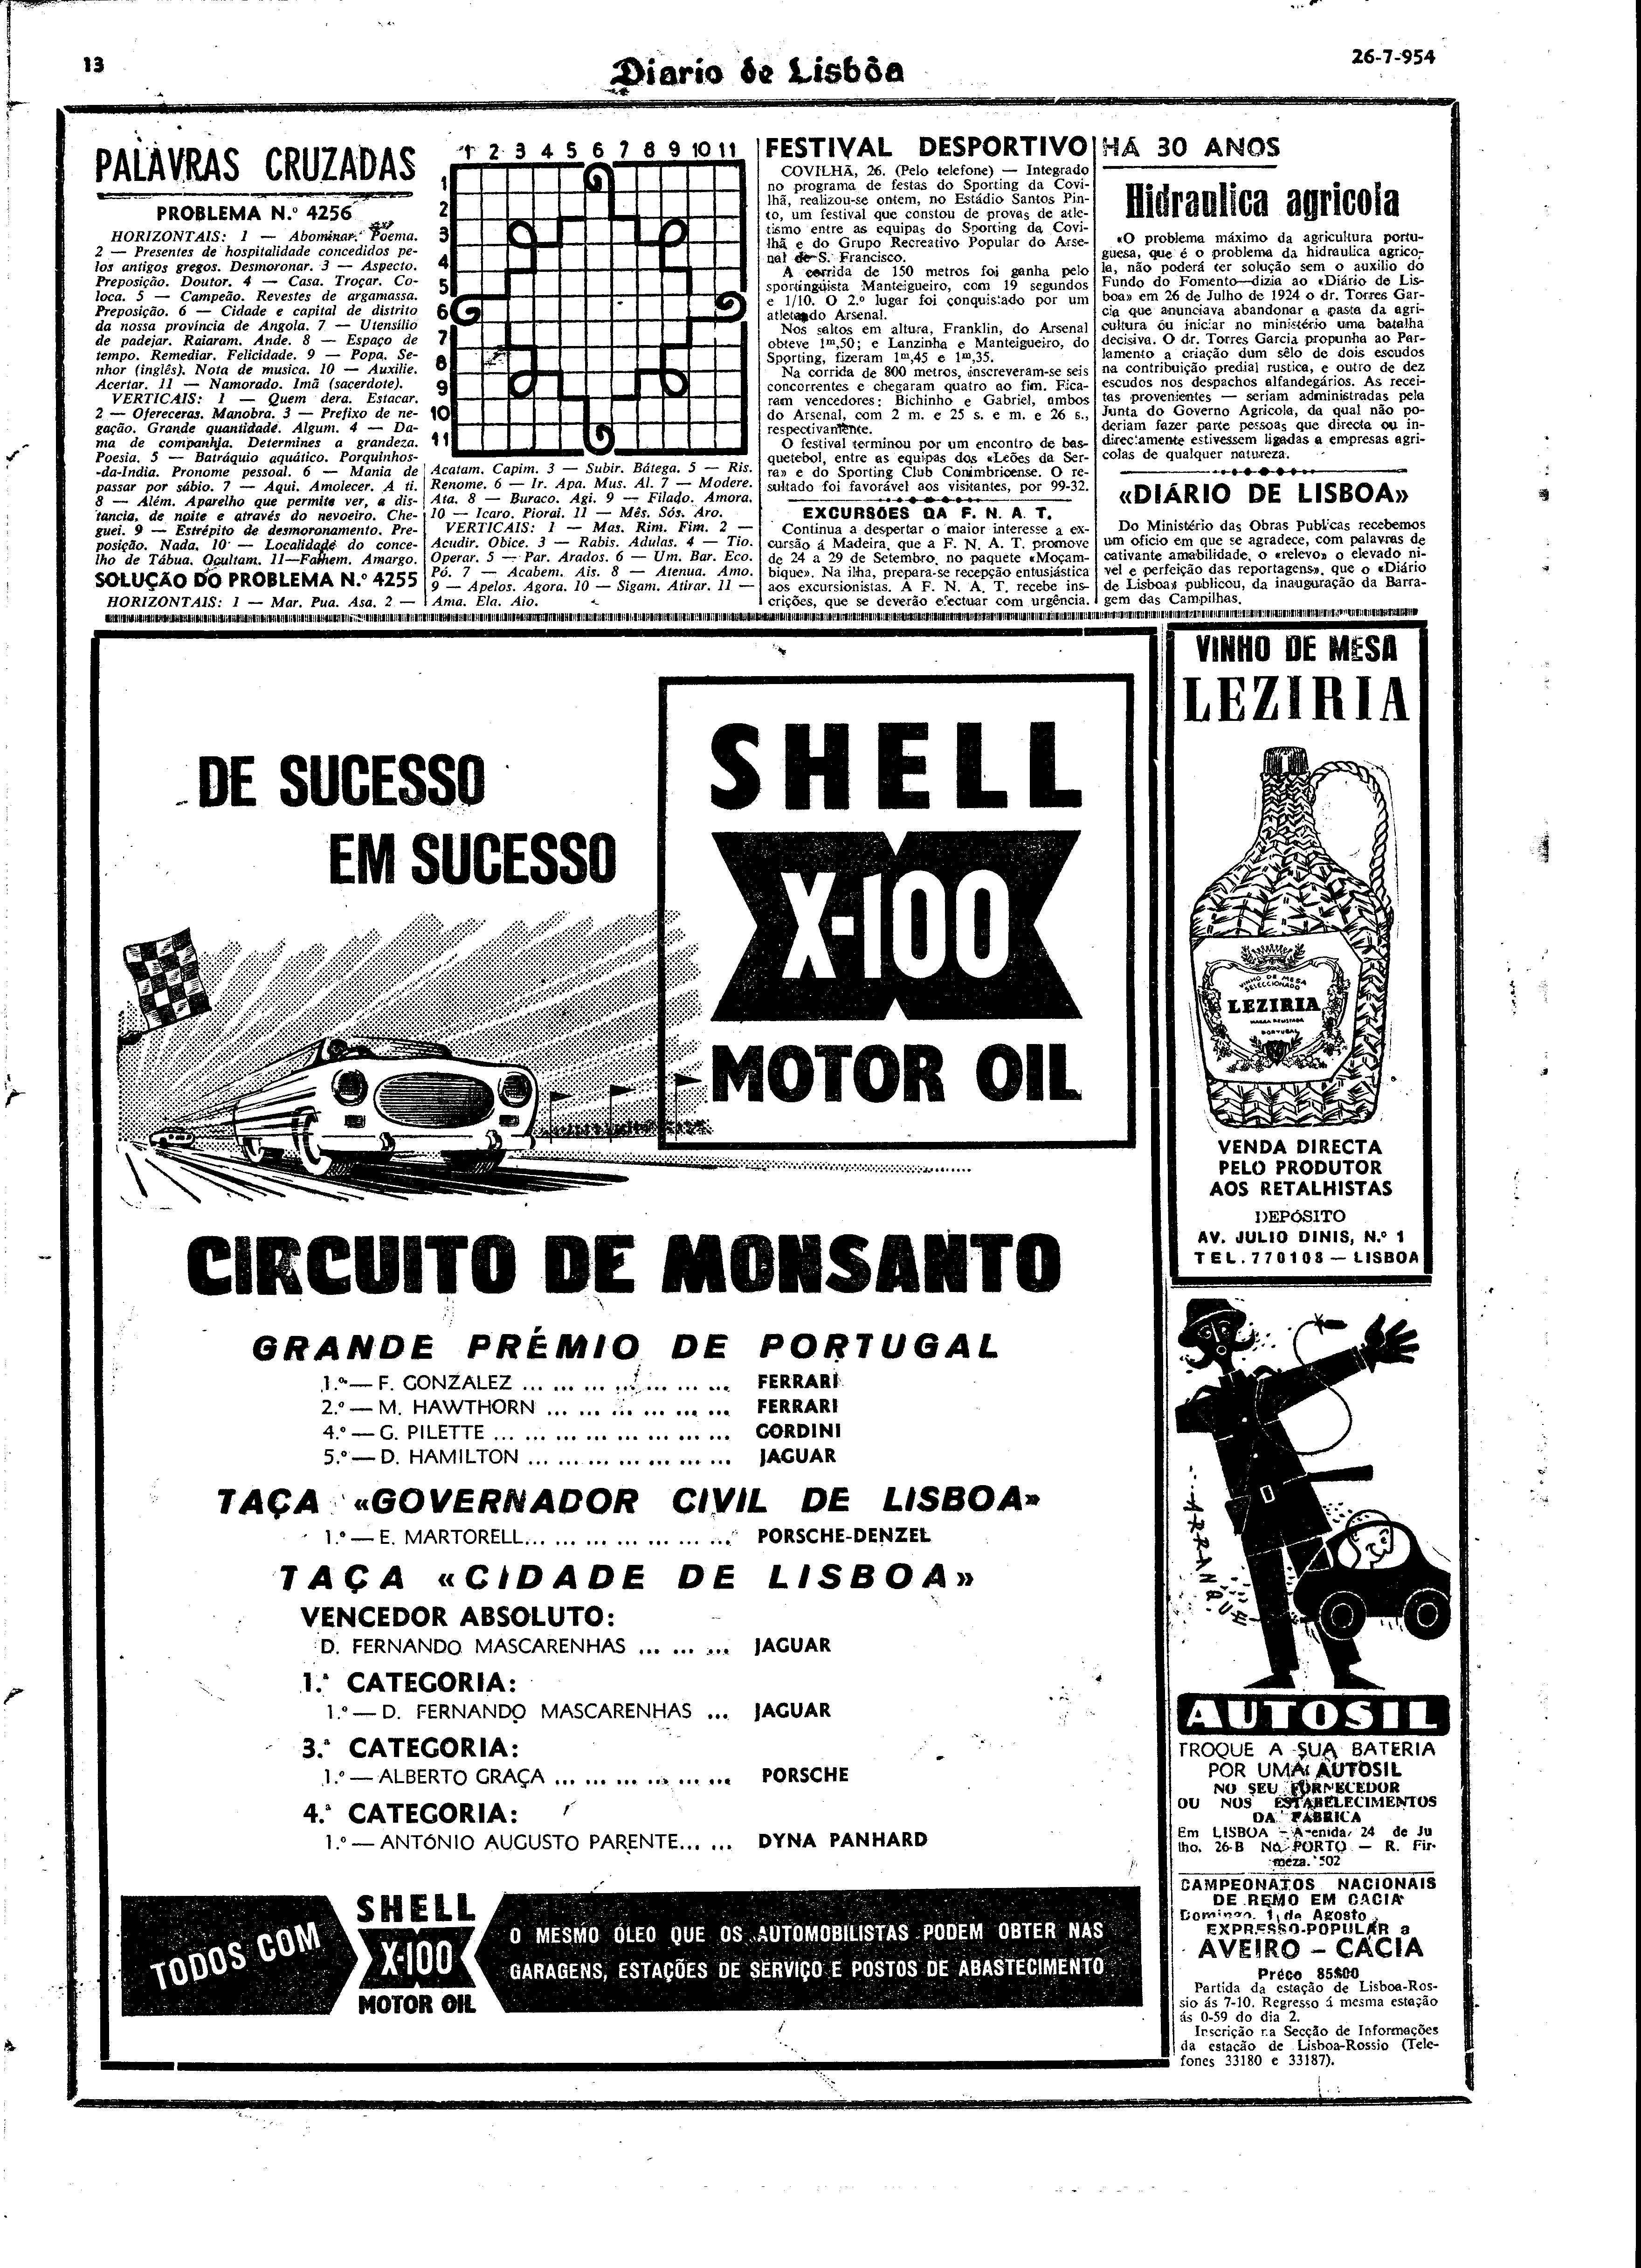 13
Diario de Lisbôa
26-7-954
PALAVRAS CRUZADAS
PROBLEMA N.º 4256
HORIZONTAIS: 1 — Abominar. Poema.
2 — Presentes de hospitalidade concedidos pe-
los antigos gregos. Desmoronar. 3 — Aspecto.
Preposição. Doutor. 4 — Casa. Troçar. Co-
loca. 5 — Campeão. Revestes de argamassa.
Preposição. 6 — Cidade e capital de distrito
da nossa província de Angola. 7 — Utensílio
de padejar. Raiaram. Ande. 8 — Espaço de
tempo. Remediar. Felicidade. 9 — Popa. Se-
nhor (inglês). Nota de musica. 10 — Auxilie.
Acertar. 11 — Namorado. Imã (sacerdote).
VERTICAIS: 1 — Quem dera. Estacar.
2 — Ofereceras. Manobra. 3 — Prefixo de ne-
gação. Grande quantidade. Algum. 4 — Da-
ma de companhia. Determines a grandeza.
Poesia. 5 — Batráquio aquático. Porquinhos-
-da-India. Pronome pessoal. 6 — Mania de
passar por sábio. 7 — Aqui. Amolecer. A ti.
8 — Além. Aparelho que permite ver, a dis-
tancia, de noite e através do nevoeiro. Che-
guei. 9 — Estrépito de desmoronamento. Pre-
posição. Nada. 10 — Localidade do conce-
lho de Tábua. Ocultam. 11—Falhem. Amargo.
SOLUÇÃO DO PROBLEMA N.º 4255
HORIZONTAIS: 1 — Mar. Pua. Asa. 2 —
1 2 3 4 5 6 7 8 9 10 11
1
2
3
4
5
6
7
8
9
10
11
Acatam. Capim. 3 — Subir. Bátega. 5 — Ris.
Renome. 6 — Ir. Apa. Mus. Al. 7 — Modere.
Ata. 8 — Buraco. Agi. 9 — Filado. Amora.
10 — Icaro. Piorai. 11 — Mês. Sós. Aro.
VERTICAIS: 1 — Mas. Rim. Fim. 2 —
Acudir. Obice. 3 — Rabis. Adulas. 4 — Tio.
Operar. 5 — Par. Arados. 6 — Um. Bar. Eco.
Pó. 7 — Acabem. Ais. 8 — Atenua. Amo.
9 — Apelos. Agora. 10 — Sigam. Atirar. 11 —
Ama. Ela. Aio.
FESTIVAL DESPORTIVO
COVILHÃ, 26. (Pelo telefone) — Integrado
no programa de festas do Sporting da Covi-
lhã, realizou-se ontem, no Estádio Santos Pin-
to, um festival que constou de provas de atle-
tismo entre as equipas do Sporting da Covi-
lhã e do Grupo Recreativo Popular do Arse-
nal de S. Francisco.
A corrida de 150 metros foi ganha pelo
sportinguista Manteigueiro, com 19 segundos
e 1/10. O 2.º lugar foi conquistado por um
atleta do Arsenal.
Nos saltos em altura, Franklin, do Arsenal
obteve 1m,50; e Lanzinha e Manteigueiro, do
Sporting, fizeram 1m,45 e 1m,35.
Na corrida de 800 metros, inscreveram-se seis
concorrentes e chegaram quatro ao fim. Fica-
ram vencedores: Bichinho e Gabriel, ambos
do Arsenal, com 2 m. e 25 s. e m. e 26 s.,
respectivamente.
O festival terminou por um encontro de bas-
quetebol, entre as equipas dos «Leões da Ser-
ra» e do Sporting Club Conimbricense. O re-
sultado foi favorável aos visitantes, por 99-32.
EXCURSÕES DA F. N. A. T.
Continua a despertar o maior interesse a ex-
cursão á Madeira, que a F. N. A. T. promove
de 24 a 29 de Setembro, no paquete «Moçam-
bique». Na ilha, prepara-se recepção entusiástica
aos excursionistas. A F. N. A. T. recebe ins-
crições, que se deverão efectuar com urgência.
HÁ 30 ANOS
Hidraulica agricola
«O problema máximo da agricultura portu-
guesa, que é o problema da hidraulica agrico-
la, não poderá ter solução sem o auxilio do
Fundo do Fomento—dizia ao «Diário de Lis-
boa» em 26 de Julho de 1924 o dr. Torres Gar-
cia que anunciava abandonar a pasta da agri-
cultura ou iniciar no ministério uma batalha
decisiva. O dr. Torres Garcia propunha ao Par-
lamento a criação dum sêlo de dois escudos
na contribuição predial rustica, e outro de dez
escudos nos despachos alfandegários. As recei-
tas provenientes — seriam administradas pela
Junta do Governo Agricola, da qual não po-
deriam fazer parte pessoas que directa ou in-
directamente estivessem ligadas a empresas agri-
colas de qualquer natureza.
«DIÁRIO DE LISBOA»
Do Ministério das Obras Publicas recebemos
um oficio em que se agradece, com palavras de
cativante amabilidade, o «relevo» o elevado ni-
vel e perfeição das reportagens», que o «Diário
de Lisboa» publicou, da inauguração da Barra-
gem das Campilhas.
DE SUCESSO
EM SUCESSO
SHELL
X-100
MOTOR OIL
CIRCUITO DE MONSANTO
GRANDE PRÉMIO DE PORTUGAL
1.º — F. GONZALEZ ... ... ... ... ... ... ... FERRARI
2.º — M. HAWTHORN ... ... ... ... ... ... FERRARI
4.º — G. PILETTE ... ... ... ... ... ... ... ... GORDINI
5.º — D. HAMILTON ... ... ... ... ... ... ... JAGUAR
TAÇA «GOVERNADOR CIVIL DE LISBOA»
1.º — E. MARTORELL... ... ... ... ... ... ... PORSCHE-DENZEL
TAÇA «CIDADE DE LISBOA»
VENCEDOR ABSOLUTO:
D. FERNANDO MASCARENHAS ... ... ... JAGUAR
1.ª CATEGORIA:
1.º — D. FERNANDO MASCARENHAS ... JAGUAR
3.ª CATEGORIA:
1.º — ALBERTO GRAÇA ... ... ... ... ... ... PORSCHE
4.ª CATEGORIA:
1.º — ANTÓNIO AUGUSTO PARENTE... ... DYNA PANHARD
TODOS COM
SHELL
X-100
MOTOR OIL
O MESMO ÓLEO QUE OS AUTOMOBILISTAS PODEM OBTER NAS
GARAGENS, ESTAÇÕES DE SERVIÇO E POSTOS DE ABASTECIMENTO
VINHO DE MESA
LEZIRIA
VINHO DE MESA
SELECCIONADO
LEZIRIA
MARCA REGISTADA
PORTUGAL
VENDA DIRECTA
PELO PRODUTOR
AOS RETALHISTAS
DEPÓSITO
AV. JULIO DINIS, N.º 1
TEL. 770108 — LISBOA
ARRANQUE
AUTOSIL
TROQUE A SUA BATERIA
POR UMA AUTOSIL
NO SEU FORNECEDOR
OU NOS ESTABELECIMENTOS
DA FÁBRICA
Em LISBOA — Avenida 24 de Ju
lho, 26-B No PORTO — R. Fir-
meza, 502
CAMPEONATOS NACIONAIS
DE REMO EM CACIA
Domingo, 1 de Agosto
EXPRESSO-POPULAR a
AVEIRO — CACIA
Préço 85$00
Partida da estação de Lisboa-Ros-
sio ás 7-10. Regresso á mesma estação
ás 0-59 do dia 2.
Inscrição na Secção de Informações
da estação de Lisboa-Rossio (Tele-
fones 33180 e 33187).